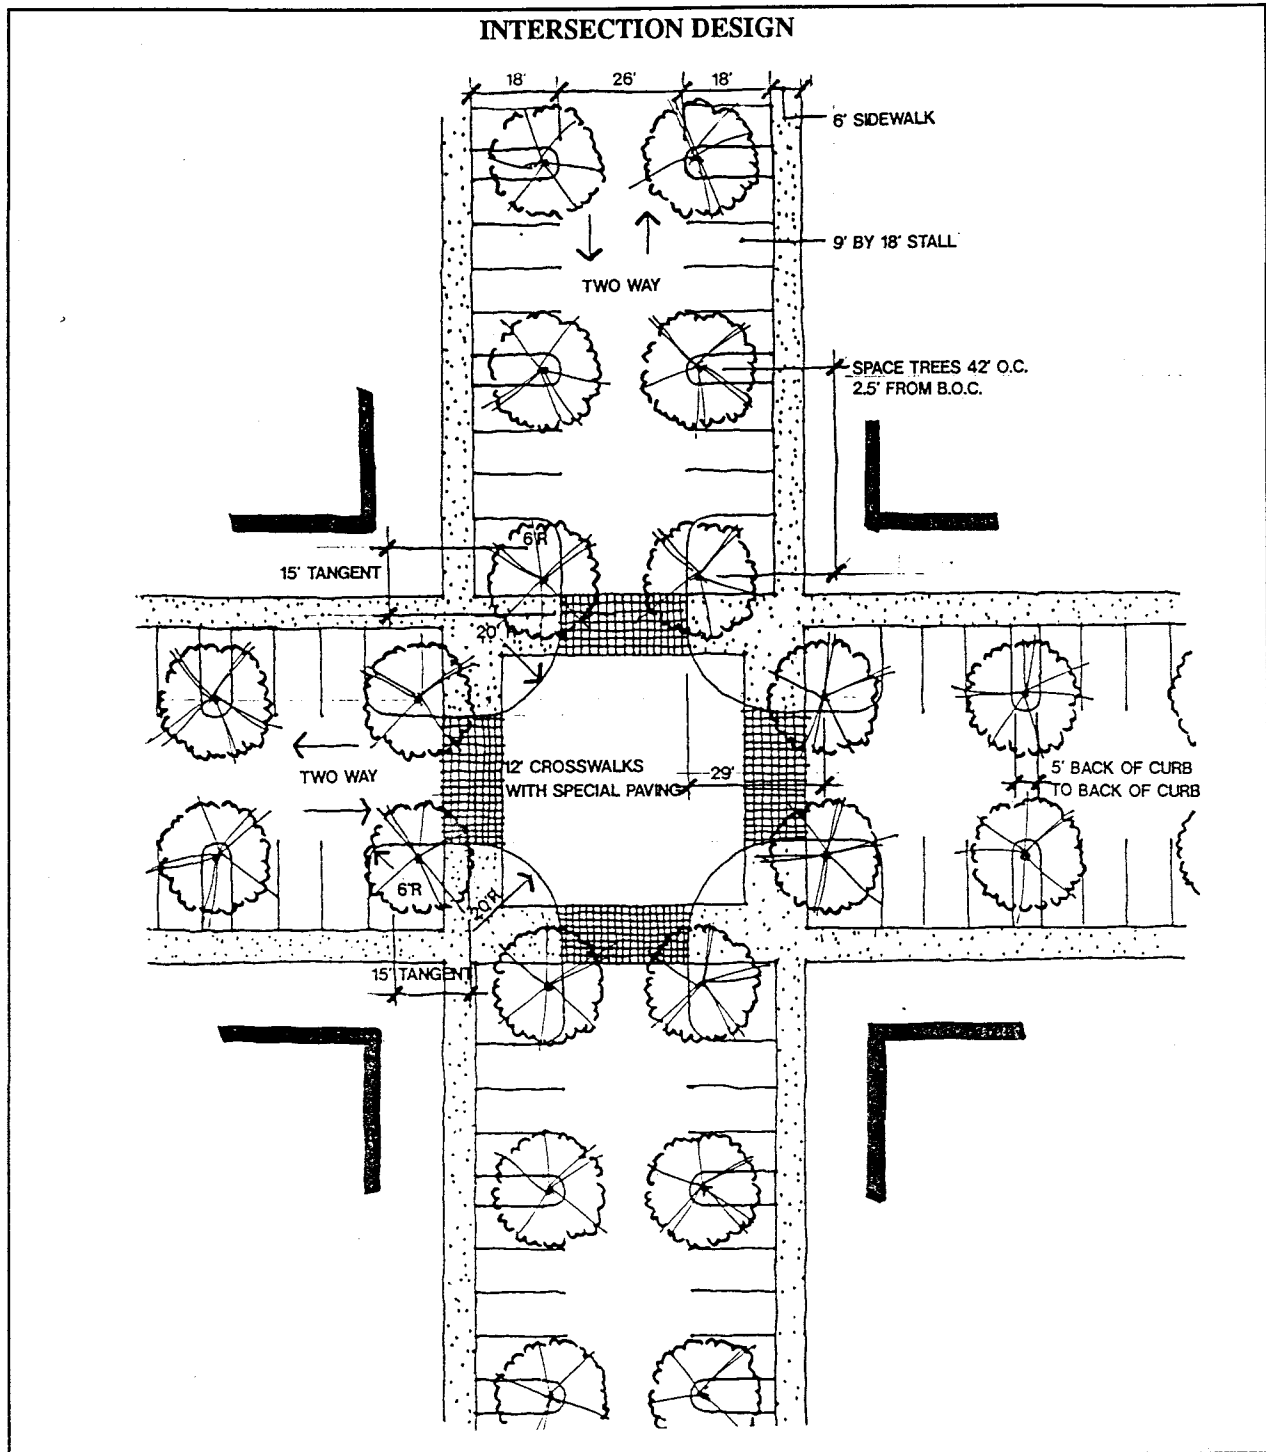 INTERSECTION DESIGN
18' 26' 18'
6' SIDEWALK
9' BY 18' STALL
TWO WAY
SPACE TREES 42' O.C.
2.5' FROM B.O.C.
6'R
15' TANGENT
20'
TWO WAY
12' CROSSWALKS
WITH SPECIAL PAVING
29'
5' BACK OF CURB
TO BACK OF CURB
6'R
20'R
15' TANGENT